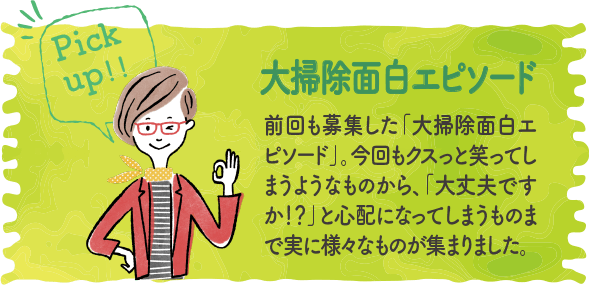 Pick
up!!
大掃除面白エピソード
前回も募集した「大掃除面白エ
ピソード」。今回もクスっと笑ってし
まうようなものから、「大丈夫です
か!?」と心配になってしまうものま
で実に様々なものが集まりました。